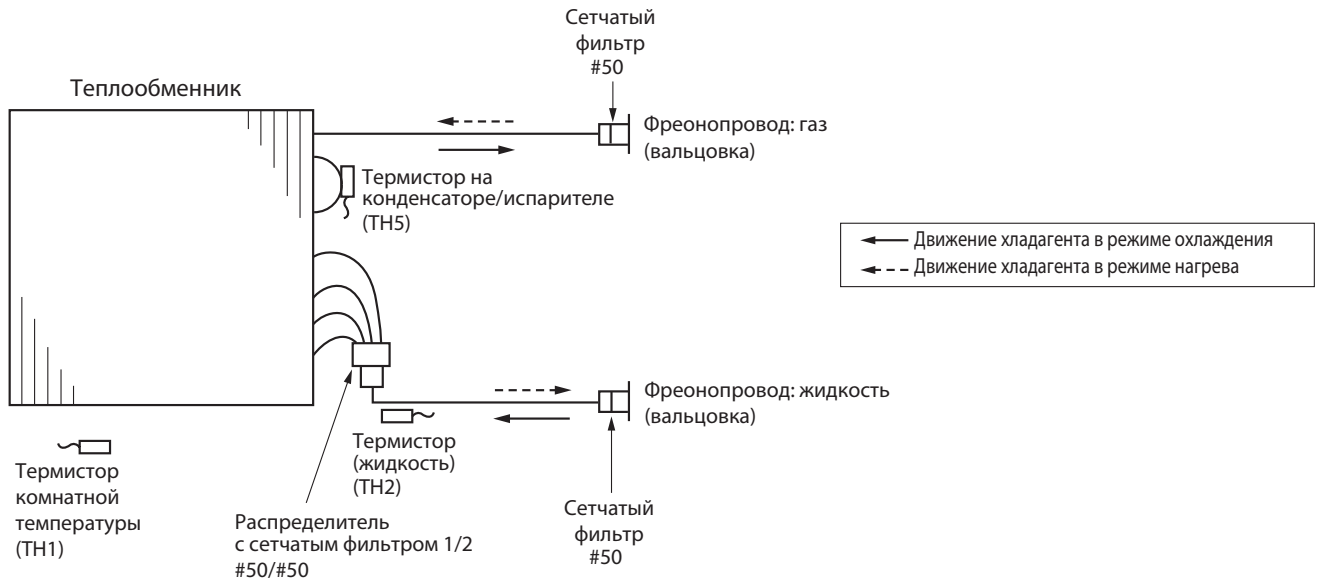 Сетчатый
фильтр
#50
Теплообменник
Фреонопровод: газ
(вальцовка)
Термистор на
конденсаторе/испарителе
(TH5)
Движение хладагента в режиме охлаждения
Движение хладагента в режиме нагрева
Фреонопровод: жидкость
(вальцовка)
Термистор
(жидкость)
(TH2)
Термистор
комнатной
температуры
(TH1)
Распределитель
с сетчатым фильтром 1/2
#50/#50
Сетчатый
фильтр
#50